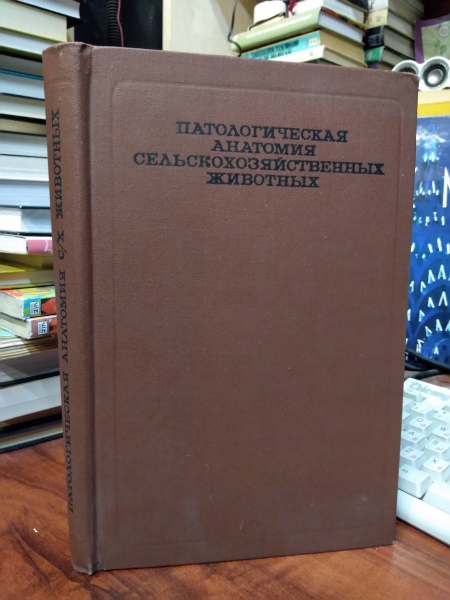 ПАТОЛОГИЧЕСКАЯ
АНАТОМИЯ
СЕЛЬСКОХОЗЯЙСТВЕННЫХ
ЖИВОТНЫХ
ПАТОЛОГИЧЕСКАЯ АНАТОМИЯ С/Х ЖИВОТНЫХ